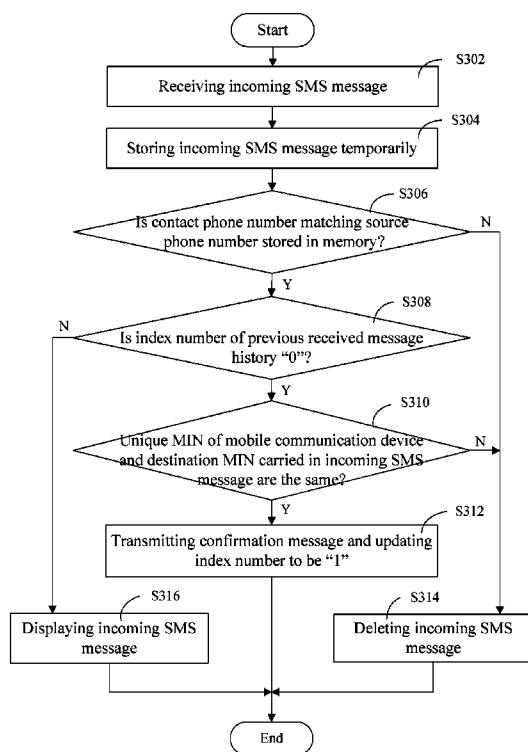 Start
S302
Receiving incoming SMS message
S304
Storing incoming SMS message temporarily
S306
Is contact phone number matching source
phone number stored in memory?
N
Y
S308
N
Is index number of previous received message
history “0”?
Y
S310
Unique MIN of mobile communication device
and destination MIN carried in incoming SMS
message are the same?
N
Y
S312
Transmitting confirmation message and updating
index number to be “1”
S316
Displaying incoming SMS
message
S314
Deleting incoming SMS
message
End